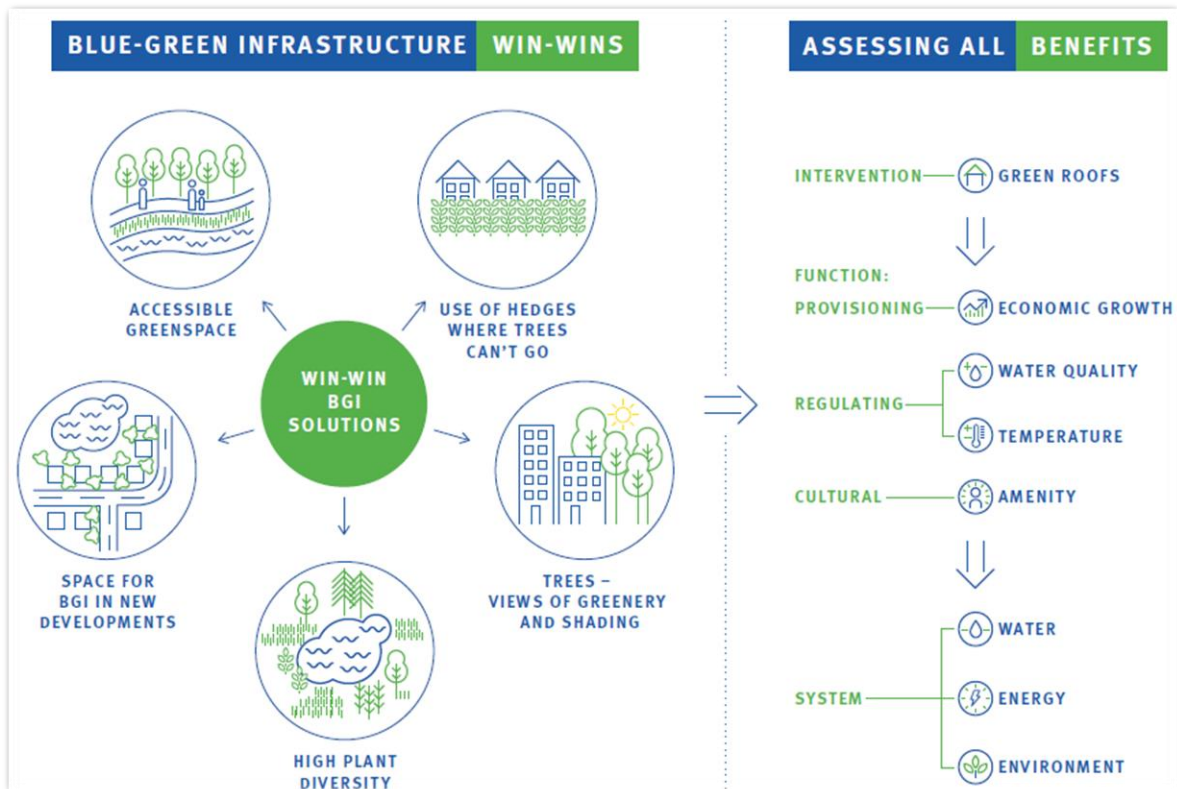 BLUE-GREEN INFRASTRUCTURE WIN-WINS
ACCESSIBLE
GREENSPACE
USE OF HEDGES
WHERE TREES
CAN'T GO
WIN-WIN
BGI
SOLUTIONS
SPACE FOR
BGI IN NEW
DEVELOPMENTS
TREES –
VIEWS OF GREENERY
AND SHADING
HIGH PLANT
DIVERSITY
ASSESSING ALL BENEFITS
INTERVENTION GREEN ROOFS
FUNCTION:
PROVISIONING ECONOMIC GROWTH
WATER QUALITY
REGULATING
TEMPERATURE
CULTURAL AMENITY
WATER
SYSTEM ENERGY
ENVIRONMENT